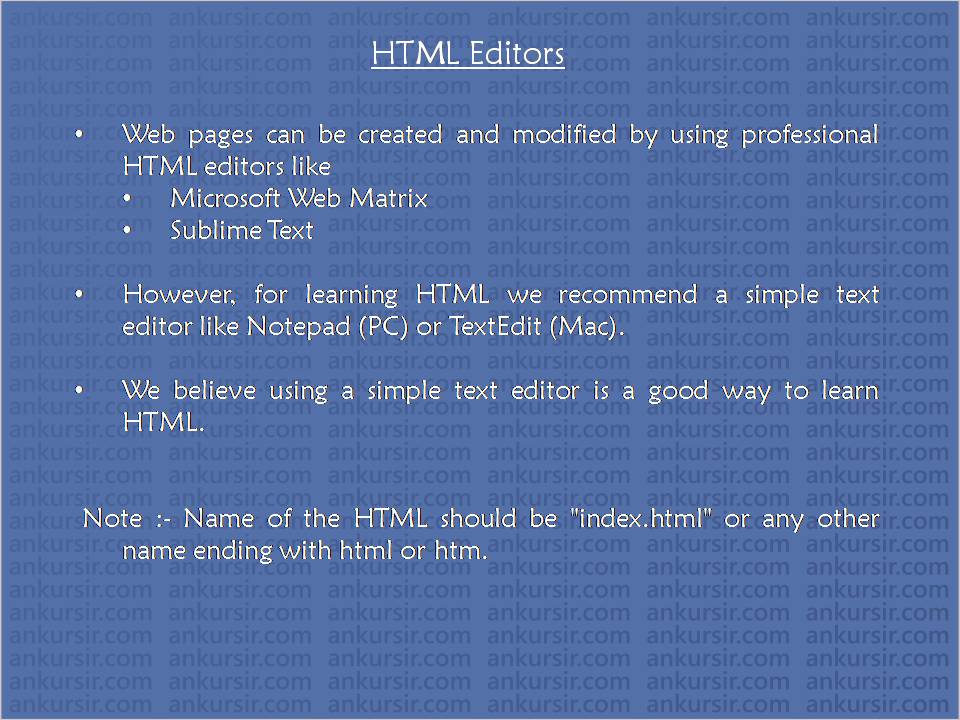 HTML Editors
• Web pages can be created and modified by using professional
HTML editors like
• Microsoft Web Matrix
• Sublime Text
• However, for learning HTML we recommend a simple text
editor like Notepad (PC) or TextEdit (Mac).
• We believe using a simple text editor is a good way to learn
HTML.
Note :- Name of the HTML should be "index.html" or any other
name ending with html or htm.
ankursir.com